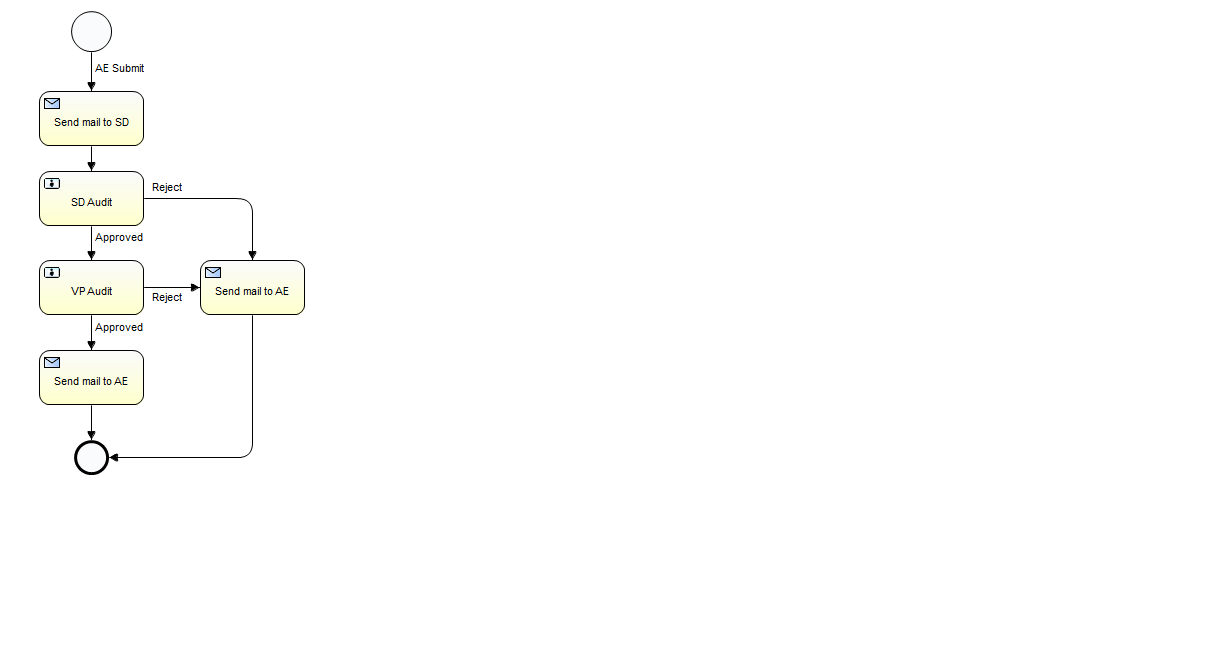 AE Submit
Send mail to SD
SD Audit
Reject
Approved
VP Audit
Reject
Send mail to AE
Approved
Send mail to AE